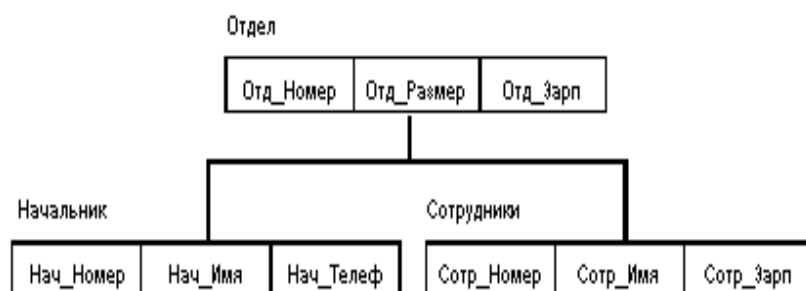 Отдел
Отд_Номер Отд_Размер Отд_Зарп
Начальник Сотрудники
Нач_Номер Нач_Имя Нач_Телеф Сотр_Номер Сотр_Имя Сотр_Зарп